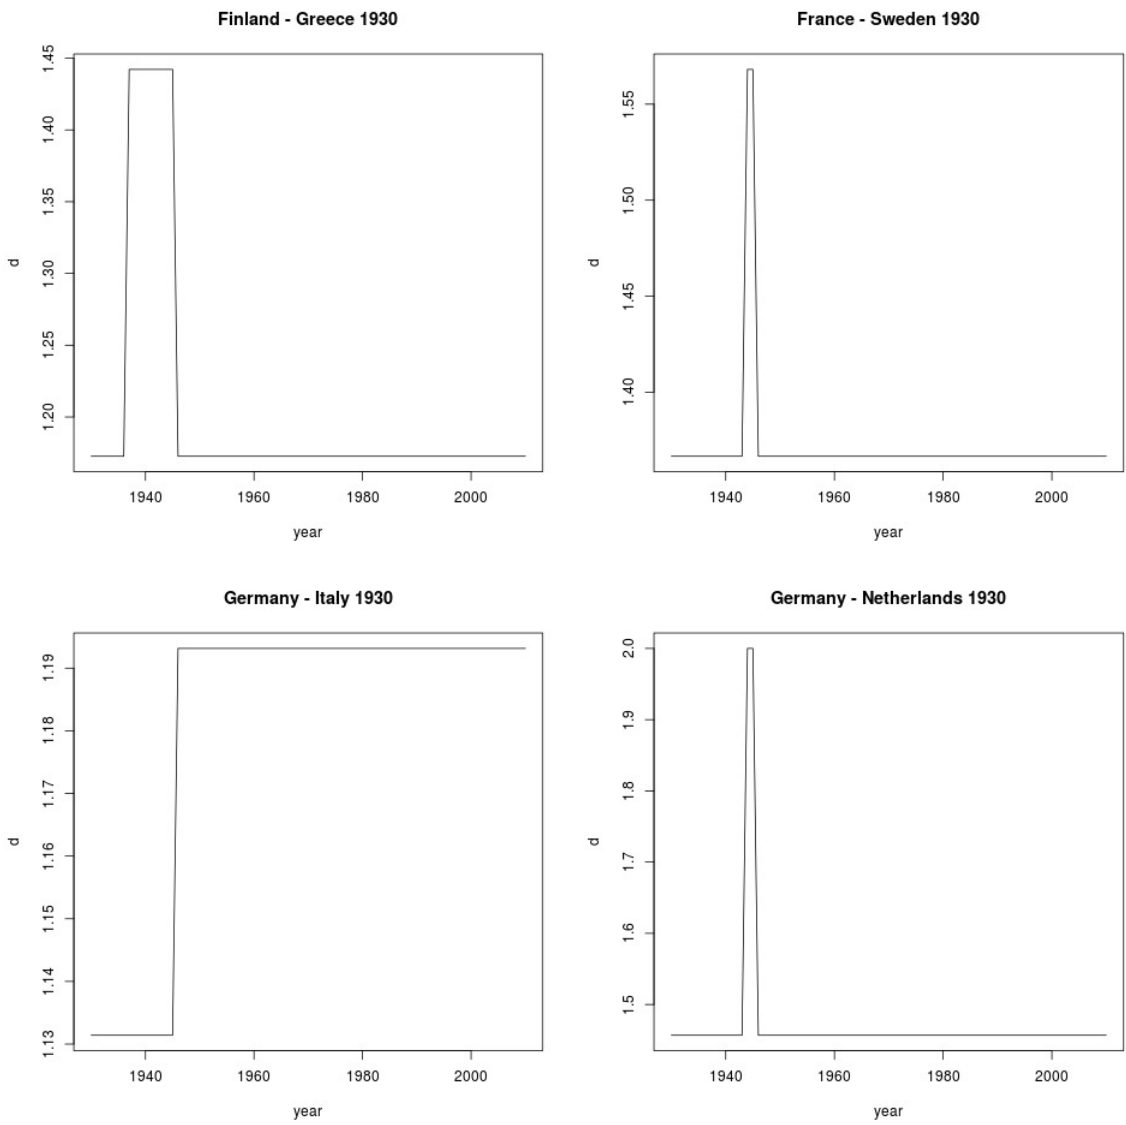 Finland - Greece 1930
1.45
1.40
1.35
1.30
1.25
1.20
d
1940 1960 1980 2000
year
France - Sweden 1930
1.55
1.50
1.45
1.40
d
1940 1960 1980 2000
year
Germany - Italy 1930
1.19
1.18
1.17
1.16
1.15
1.14
1.13
d
1940 1960 1980 2000
year
Germany - Netherlands 1930
2.0
1.9
1.8
1.7
1.6
1.5
d
1940 1960 1980 2000
year